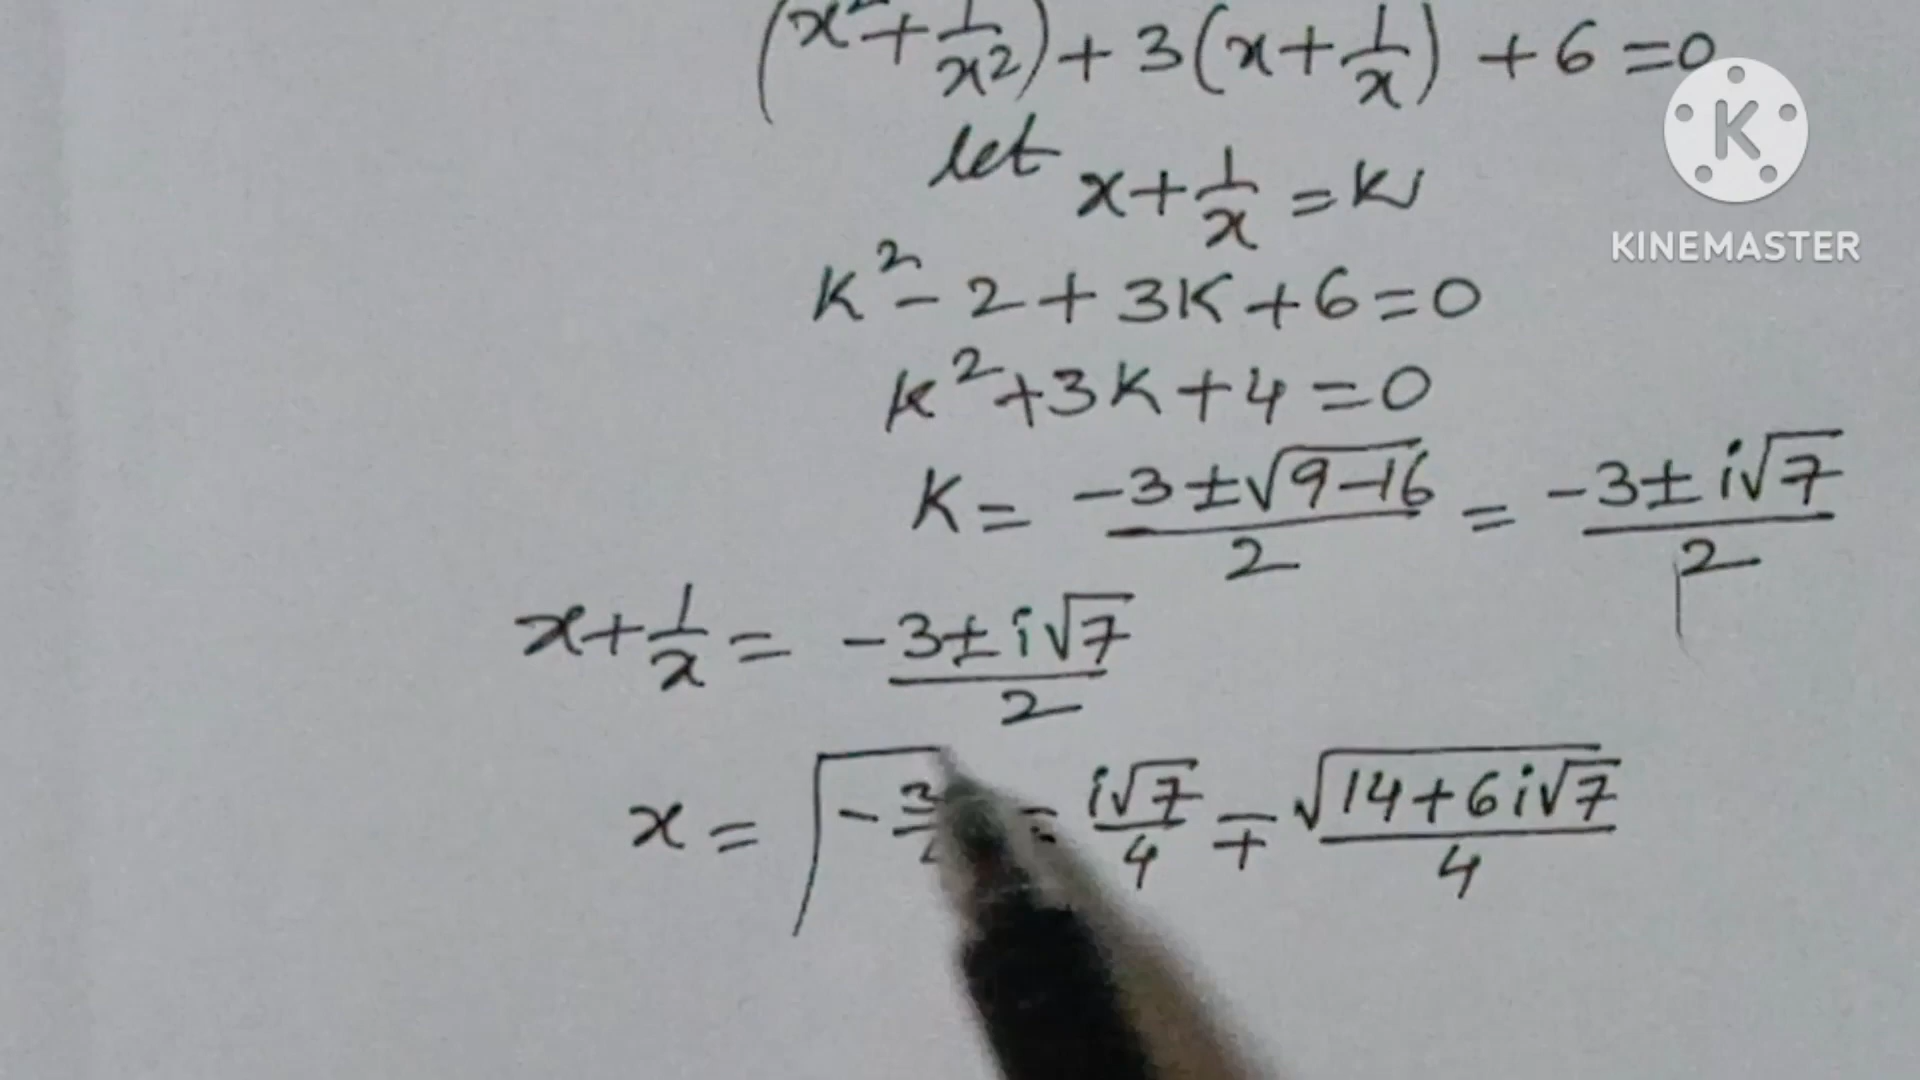 (x²+1/x²)+3(x+1/x)+6=0
let x+1/x=K
K²-2+3K+6=0
K²+3K+4=0
K= (-3±√(9-16))/2 = (-3±i√7)/2
x+1/x= (-3±i√7)/2
x= - i√7/4 ∓ √(14+6i√7)/4
K
KINEMASTER